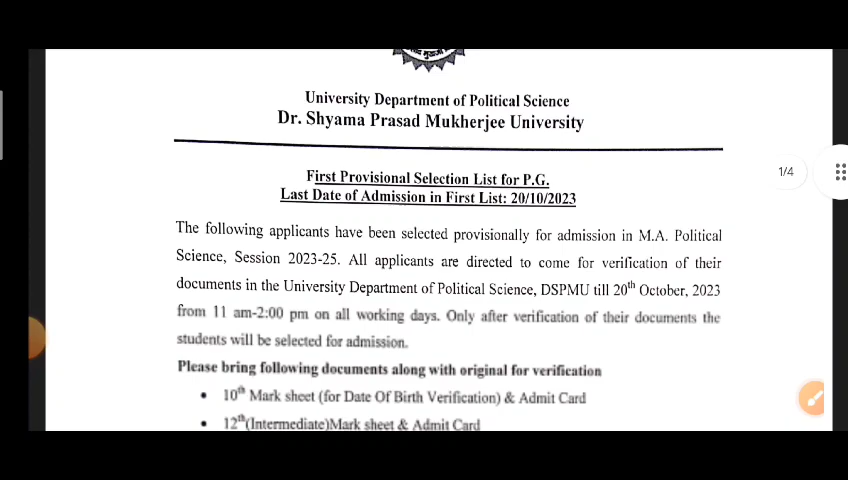 University Department of Political Science
Dr. Shyama Prasad Mukherjee University
First Provisional Selection List for P.G.
Last Date of Admission in First List: 20/10/2023
1/4
The following applicants have been selected provisionally for admission in M.A. Political
Science, Session 2023-25. All applicants are directed to come for verification of their
documents in the University Department of Political Science, DSPMU till 20th October, 2023
from 11 am-2:00 pm on all working days. Only after verification of their documents the
students will be selected for admission.
Please bring following documents along with original for verification
• 10th Mark sheet (for Date Of Birth Verification) & Admit Card
• 12th(Intermediate)Mark sheet & Admit Card